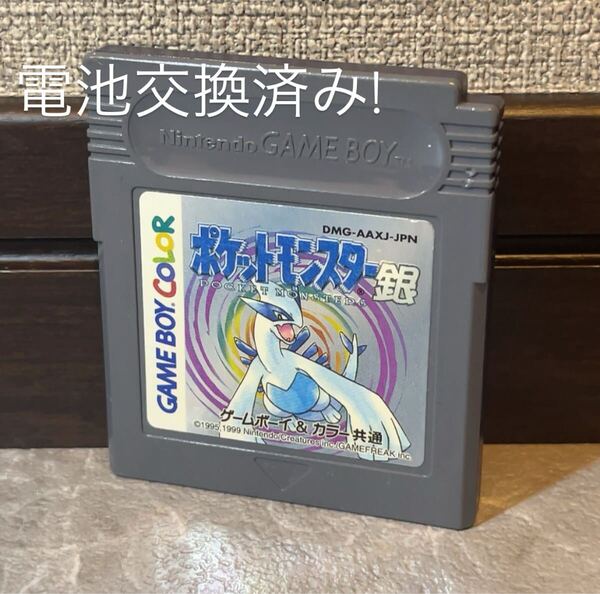 電池交換済み!
Nintendo GAME BOY™
DMG-AAXJ-JPN
ポケットモンスター銀
POCKET MONSTERS
GAME BOY COLOR
ゲームボーイ & カラー共通
©1995,1999 Nintendo/Creatures inc./GAMEFREAK inc.